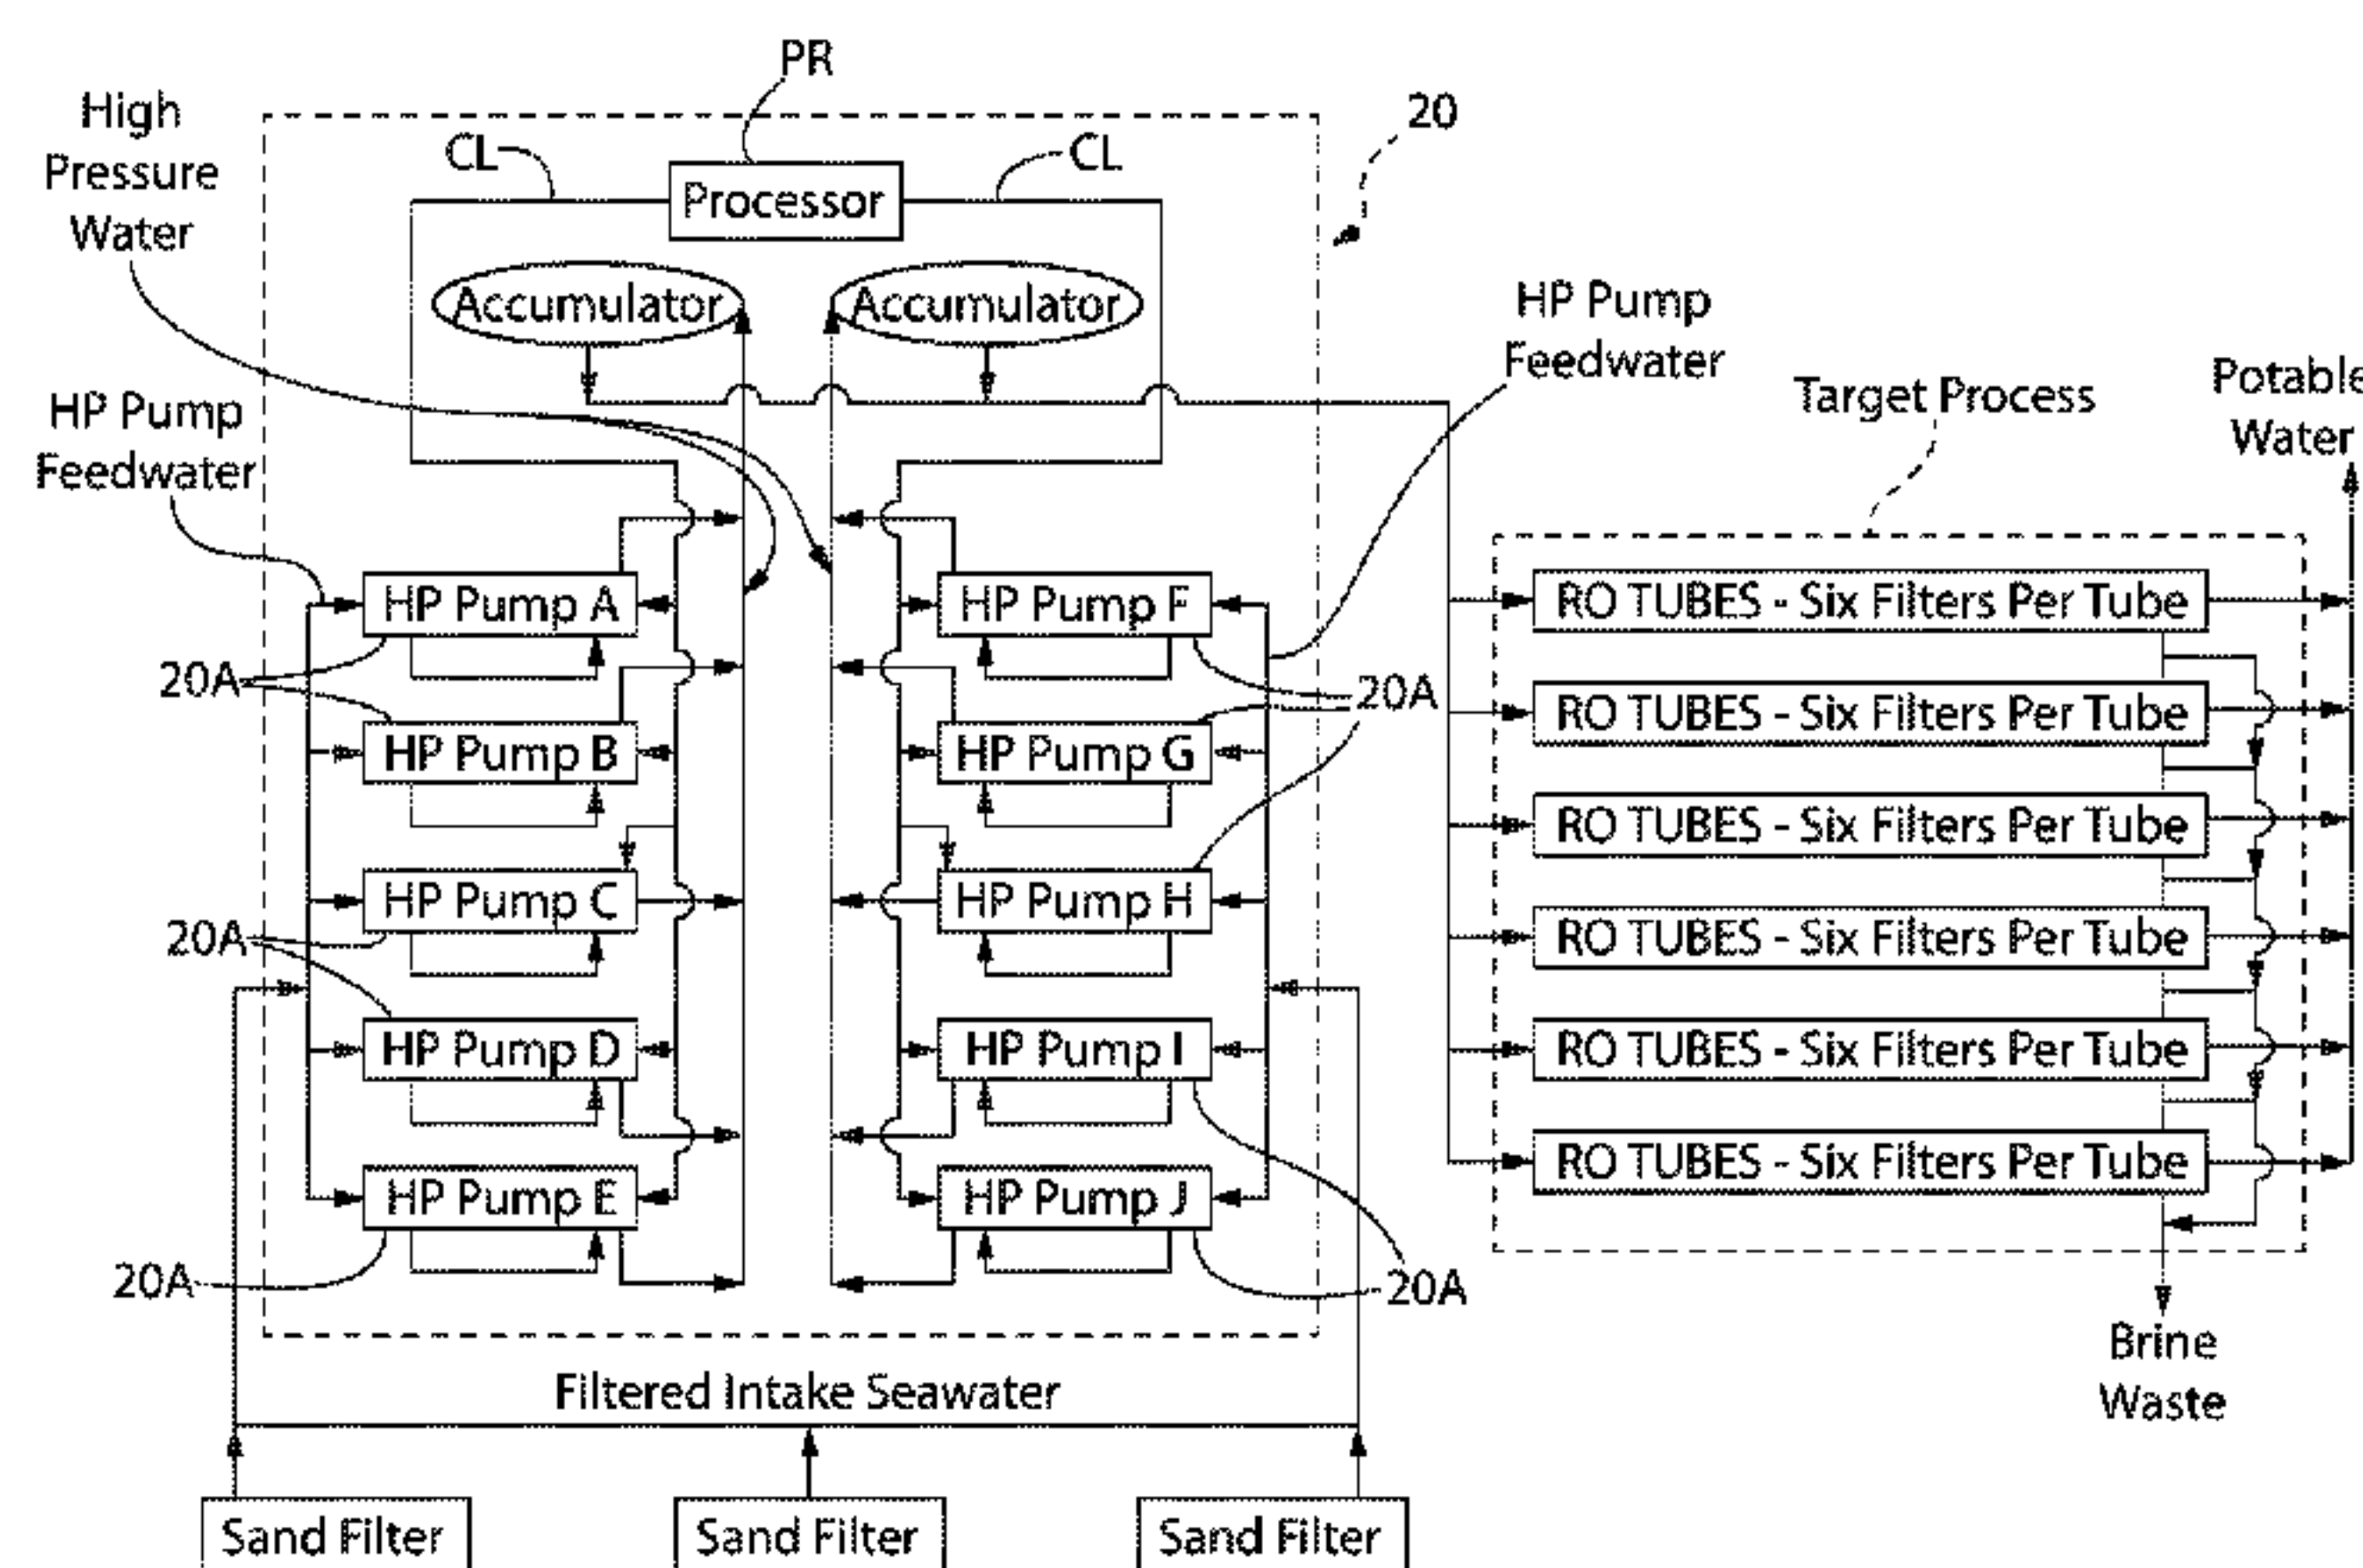 PR
High
Pressure
Water
CL
CL
20
Processor
Accumulator
Accumulator
HP Pump
Feedwater
HP Pump
Feedwater
Target Process
Potable
Water
HP Pump A
HP Pump F
RO TUBES - Six Filters Per Tube
20A
20A
HP Pump B
HP Pump G
RO TUBES - Six Filters Per Tube
RO TUBES - Six Filters Per Tube
HP Pump C
HP Pump H
20A
RO TUBES - Six Filters Per Tube
HP Pump D
HP Pump I
RO TUBES - Six Filters Per Tube
HP Pump E
HP Pump J
RO TUBES - Six Filters Per Tube
20A
20A
Brine
Waste
Filtered Intake Seawater
Sand Filter
Sand Filter
Sand Filter